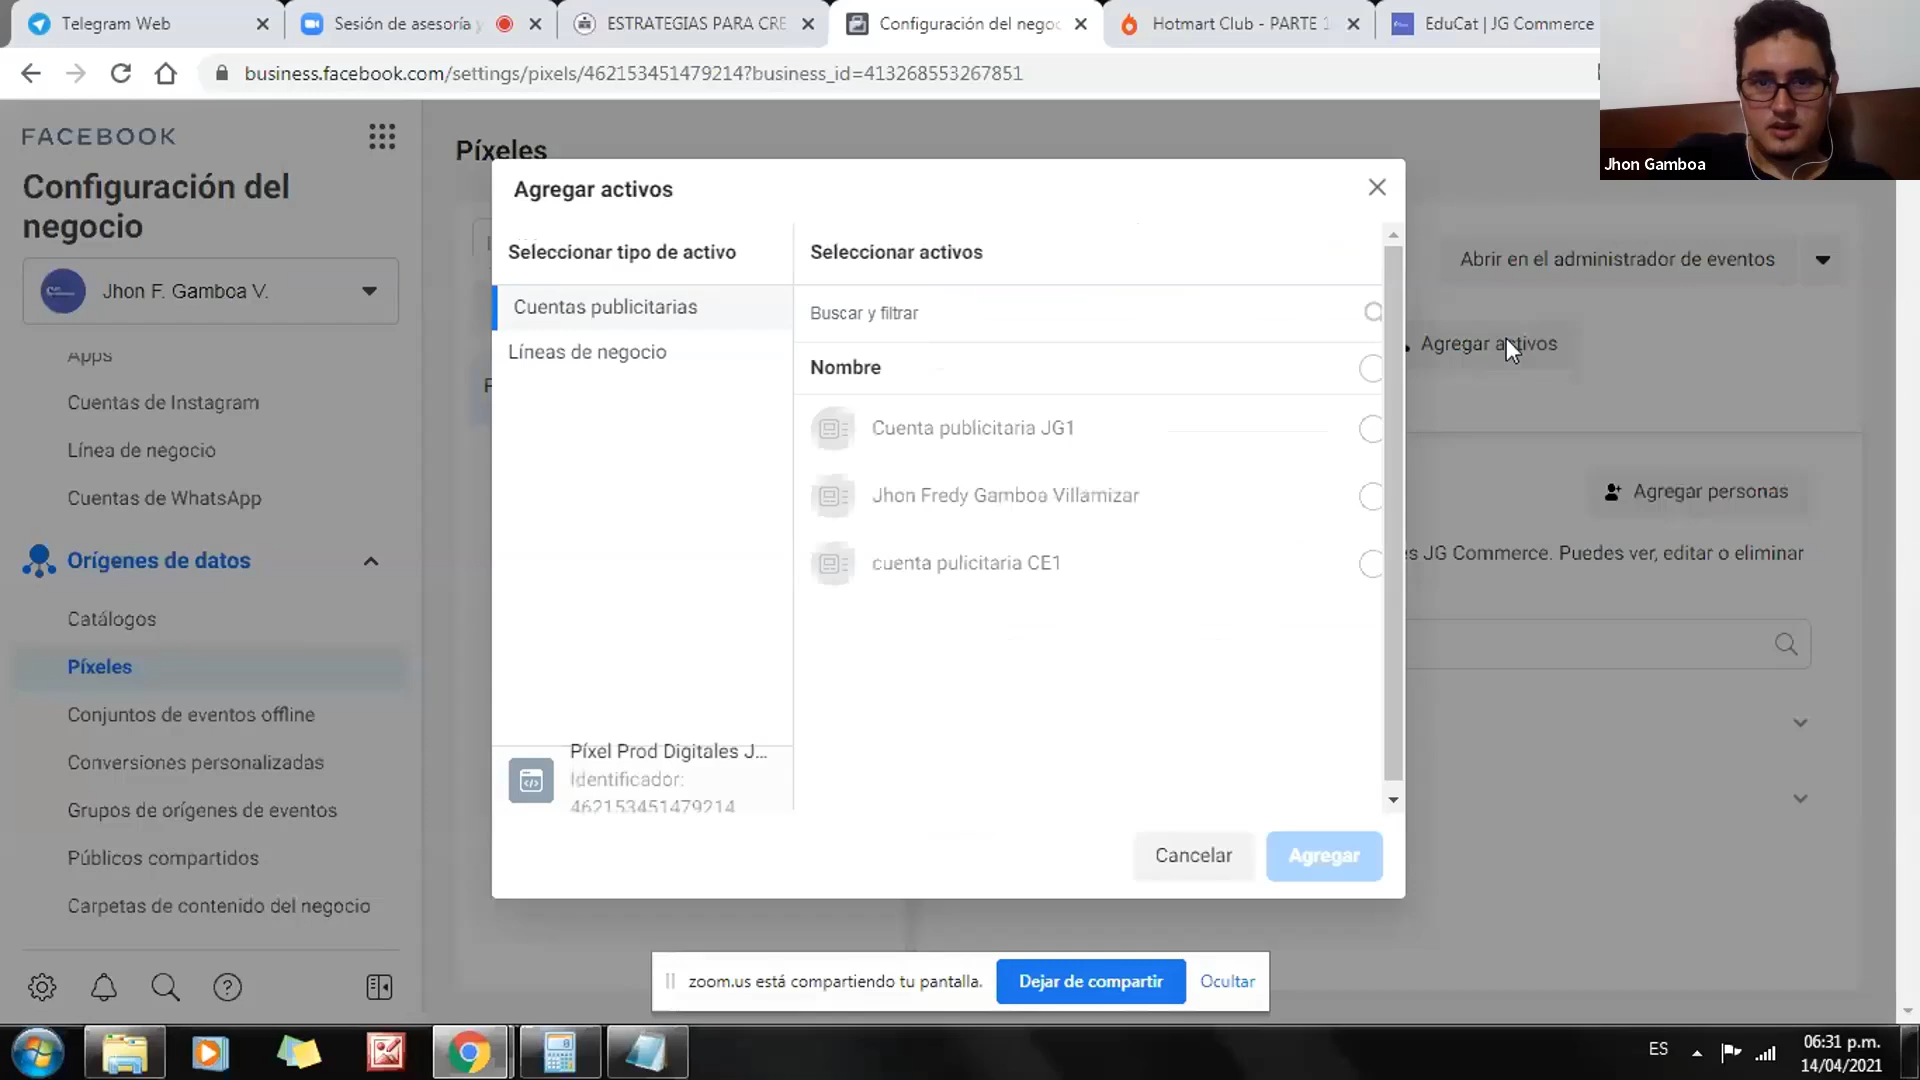 Telegram Web
Sesión de asesoría y
ESTRATEGIAS PARA CRE
Configuración del negoc
Hotmart Club - PARTE 1
EduCat | JG Commerce
business.facebook.com/settings/pixels/462153451479214?business_id=413268553267851
Jhon Gamboa
FACEBOOK
Configuración del
negocio
Jhon F. Gamboa V.
Apps
Cuentas de Instagram
Línea de negocio
Cuentas de WhatsApp
Orígenes de datos
Catálogos
Píxeles
Conjuntos de eventos offline
Conversiones personalizadas
Grupos de orígenes de eventos
Públicos compartidos
Carpetas de contenido del negocio
Píxeles
Abrir en el administrador de eventos
Agregar activos
Agregar personas
s JG Commerce. Puedes ver, editar o eliminar
Agregar activos
Seleccionar tipo de activo
Cuentas publicitarias
Líneas de negocio
Píxel Prod Digitales J...
Identificador:
462153451479214
Seleccionar activos
Buscar y filtrar
Nombre
Cuenta publicitaria JG1
Jhon Fredy Gamboa Villamizar
cuenta pulicitaria CE1
Cancelar
Agregar
zoom.us está compartiendo tu pantalla.
Dejar de compartir
Ocultar
ES
06:31 p.m.
14/04/2021